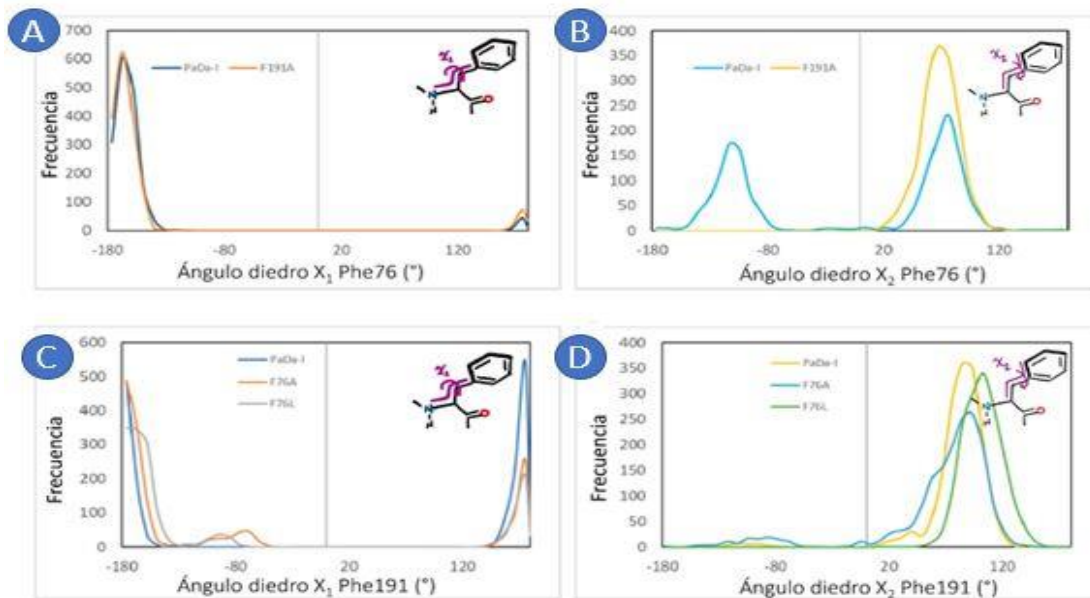 A
Frecuencia
700
600
500
400
300
200
100
0
PaDa-I
F191A
X₁
N
O
-180
-80
20
120
Ángulo diedro X₁ Phe76 (°)
B
Frecuencia
400
350
300
250
200
150
100
50
0
PaDa-I
F191A
X₂
N
O
-180
-80
20
120
Ángulo diedro X₂ Phe76 (°)
C
Frecuencia
600
500
400
300
200
100
0
PaDa-I
F76A
F76L
X₁
N
O
-180
-80
20
120
Ángulo diedro X₁ Phe191 (°)
D
Frecuencia
400
350
300
250
200
150
100
50
0
PaDa-I
F76A
F76L
X₂
N
O
-180
-80
20
120
Ángulo diedro X₂ Phe191 (°)